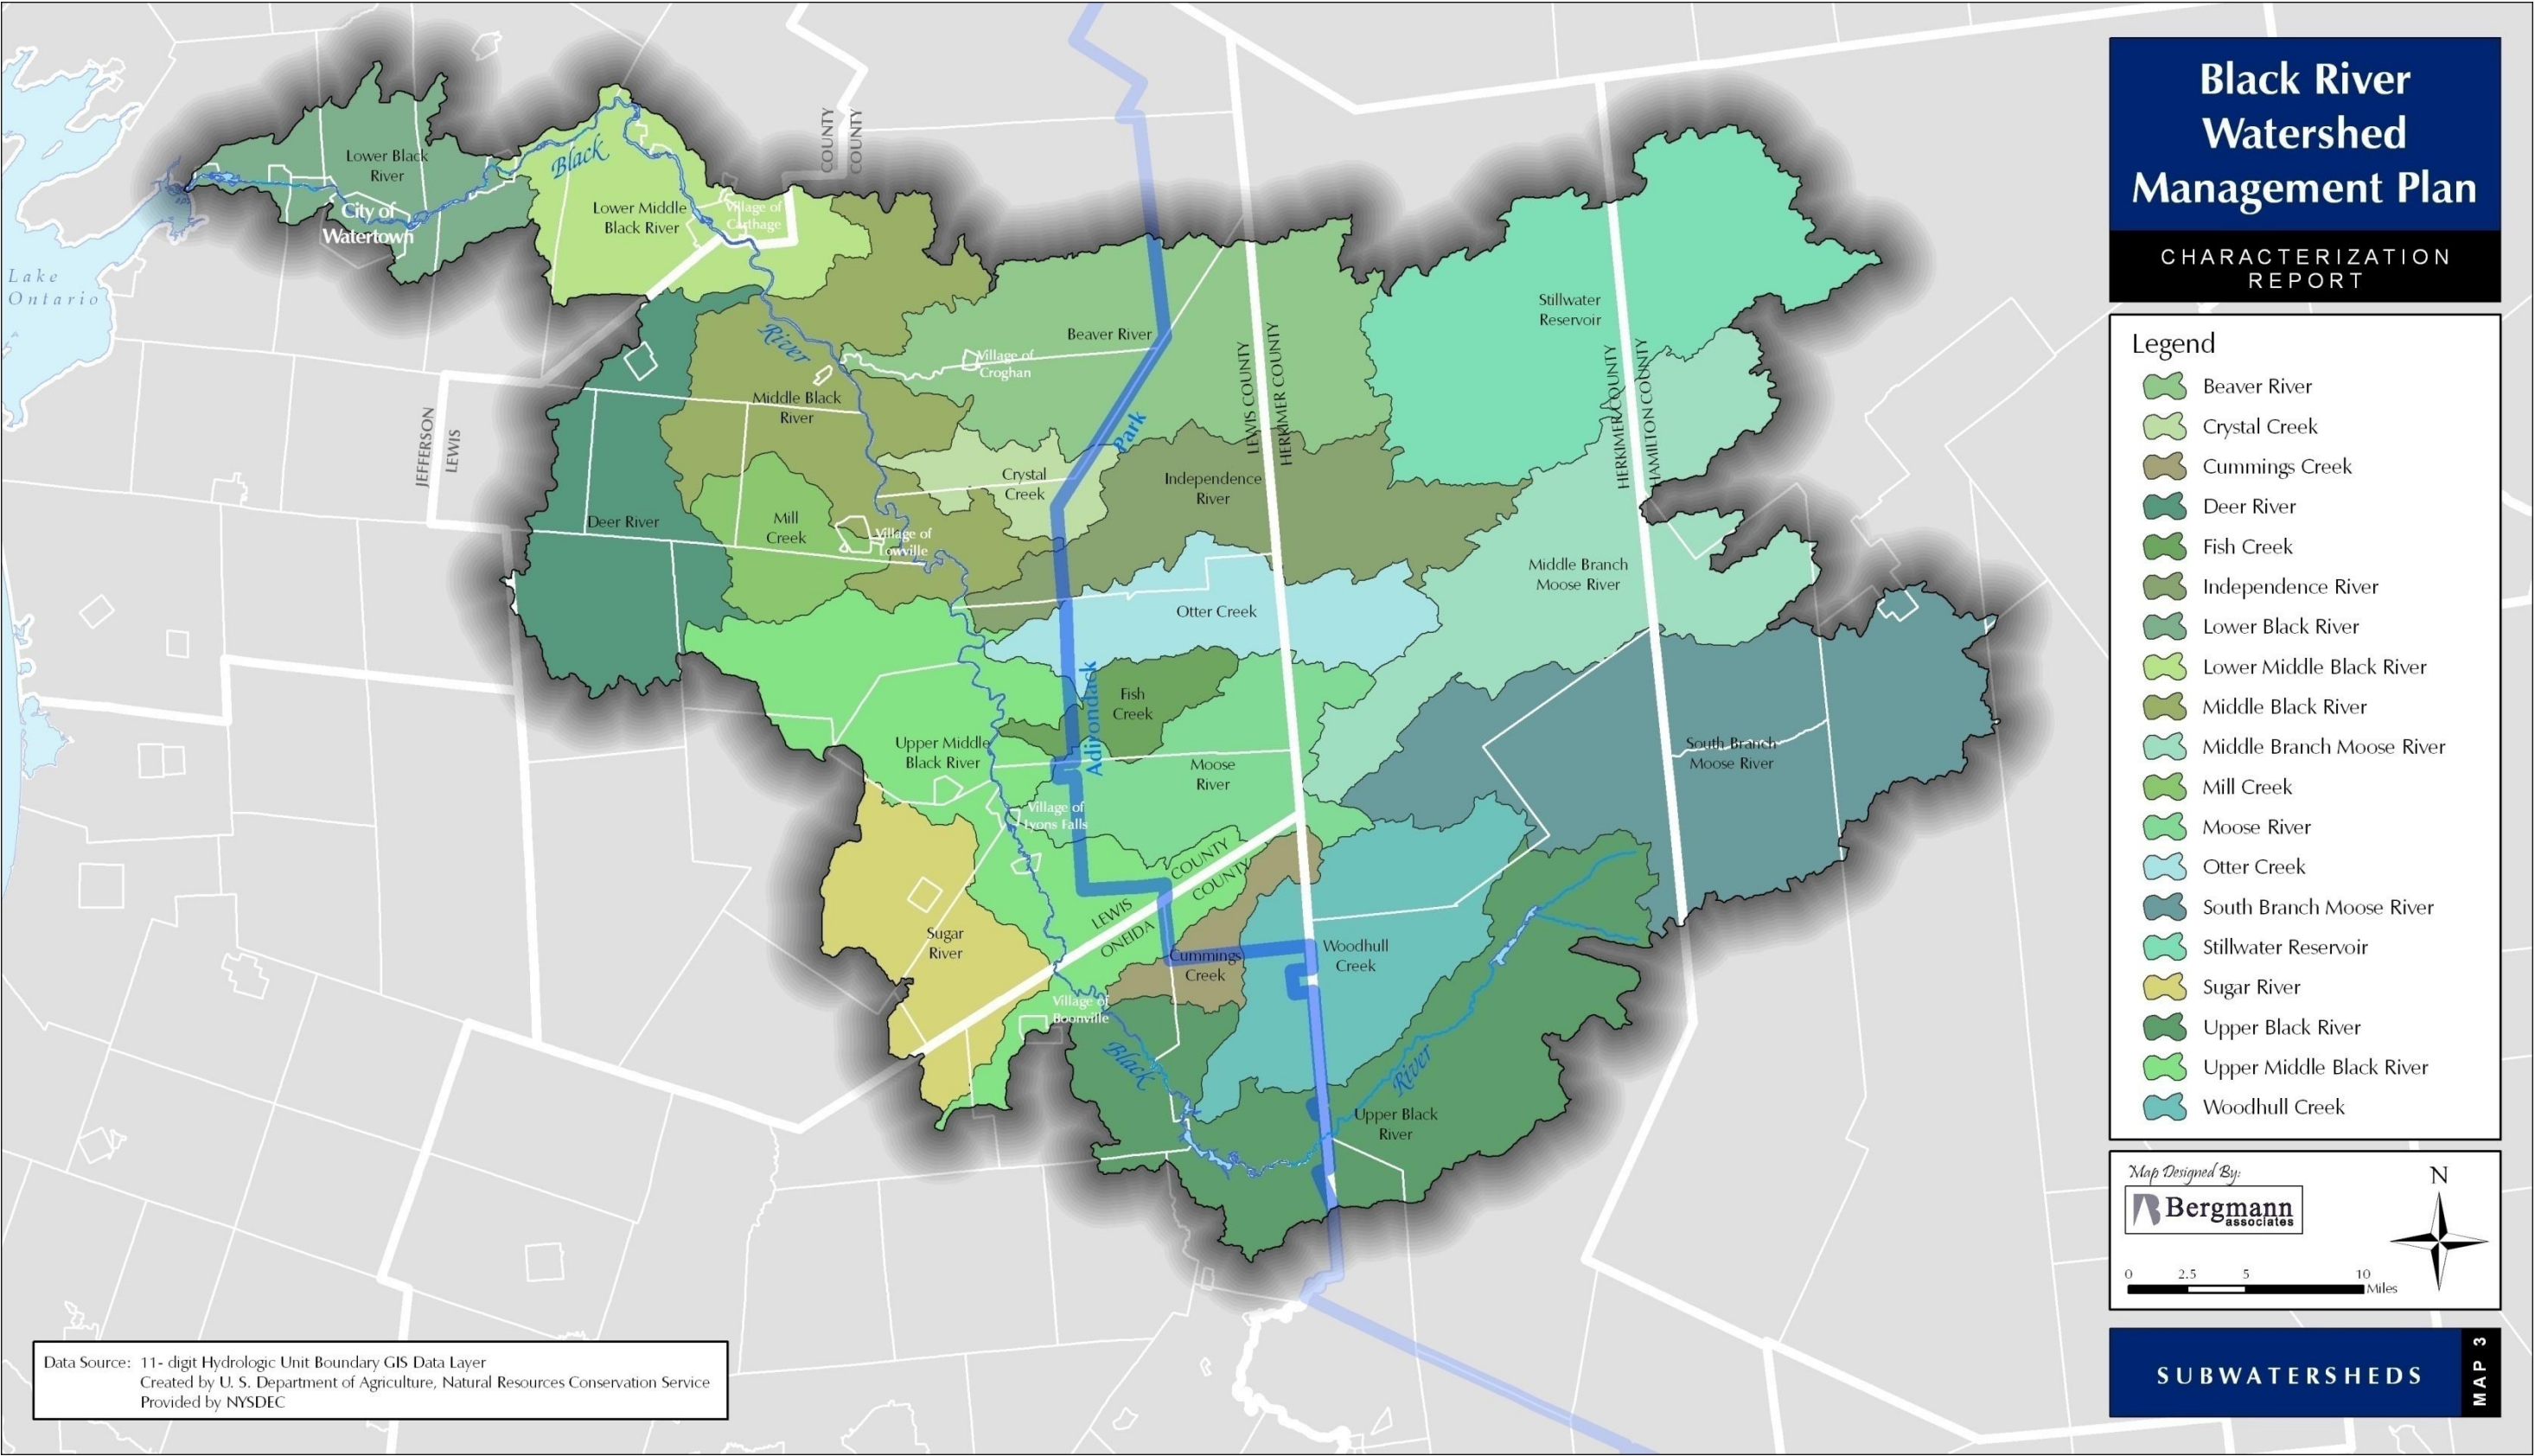 Black River
Watershed
Management Plan
CHARACTERIZATION
REPORT
Legend
Beaver River
Crystal Creek
Cummings Creek
Deer River
Fish Creek
Independence River
Lower Black River
Lower Middle Black River
Middle Black River
Middle Branch Moose River
Mill Creek
Moose River
Otter Creek
South Branch Moose River
Stillwater Reservoir
Sugar River
Upper Black River
Upper Middle Black River
Woodhull Creek
Map Designed By:
Bergmann
associates
N
0 2.5 5 10
Miles
SUBWATERSHEDS
MAP 3
Lake
Ontario
Lower Black
River
City of
Watertown
Black
Lower Middle
Black River
Village of
Carthage
COUNTY
COUNTY
River
Beaver River
Village of
Croghan
Stillwater
Reservoir
LEWIS COUNTY
HERKIMER COUNTY
HERKIMER COUNTY
HAMILTON COUNTY
JEFFERSON
LEWIS
Middle Black
River
Park
Crystal
Creek
Independence
River
Deer River
Mill
Creek
Village of
Lowville
Middle Branch
Moose River
Otter Creek
Fish
Creek
Adirondack
Upper Middle
Black River
Moose
River
South Branch
Moose River
Village of
Lyons Falls
COUNTY
COUNTY
LEWIS
ONEIDA
Sugar
River
Cummings
Creek
Woodhull
Creek
Village of
Boonville
Black
River
Upper Black
River
Data Source: 11- digit Hydrologic Unit Boundary GIS Data Layer
Created by U. S. Department of Agriculture, Natural Resources Conservation Service
Provided by NYSDEC